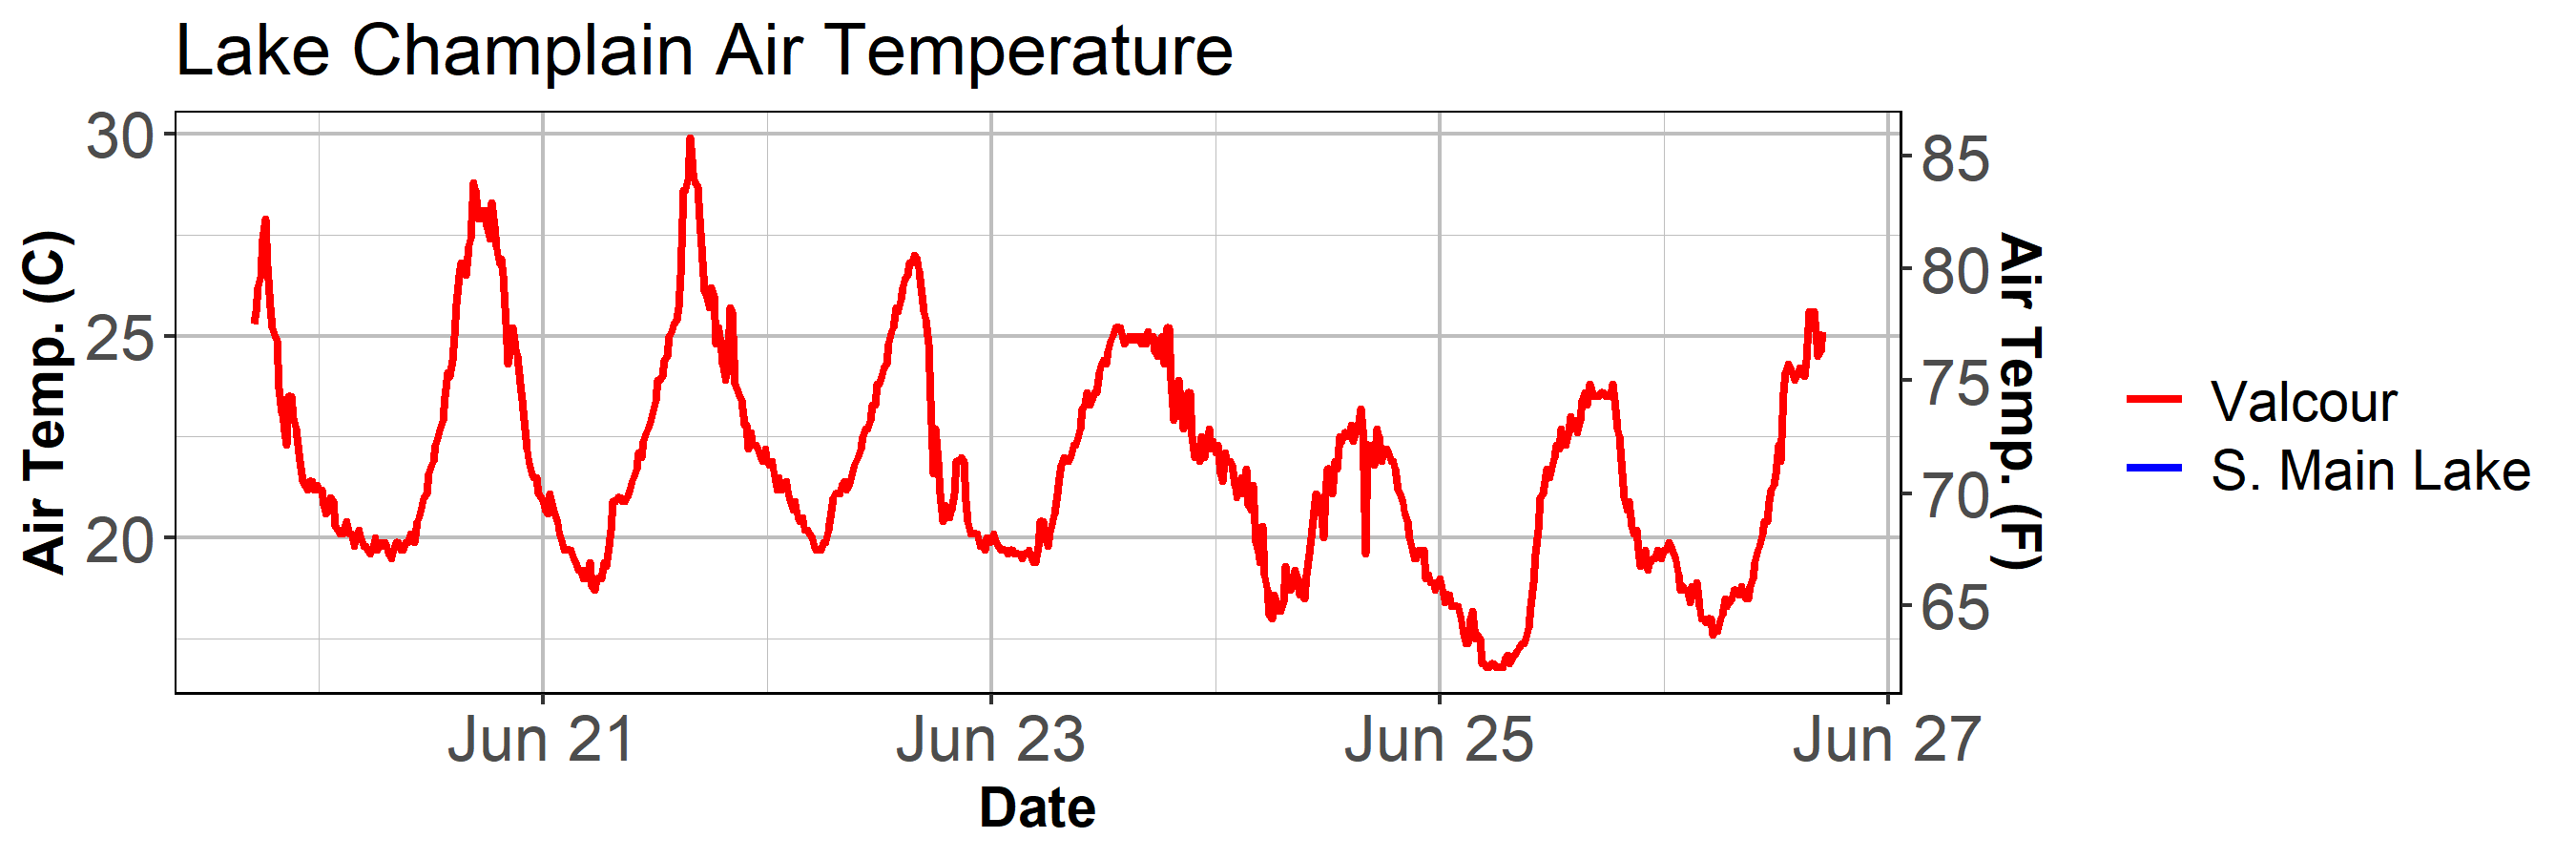 Lake Champlain Air Temperature
30
25
20
Air Temp. (C)
85
80
75
70
65
Air Temp. (F)
Jun 21
Jun 23
Jun 25
Jun 27
Date
Valcour
S. Main Lake